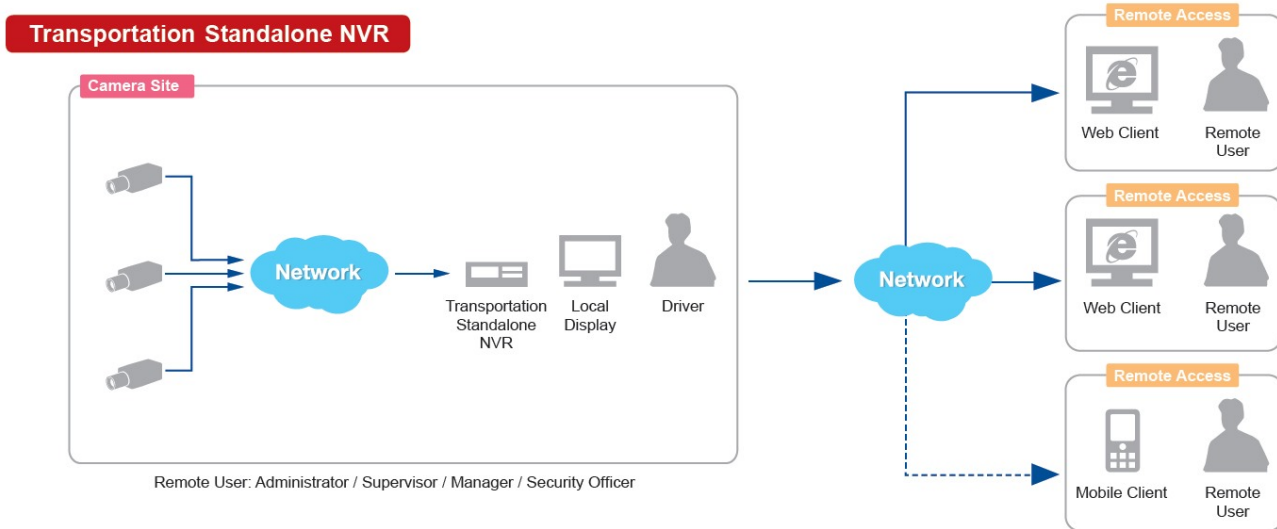 Transportation Standalone NVR
Camera Site
Network
Transportation
Standalone
NVR
Local
Display
Driver
Remote User: Administrator / Supervisor / Manager / Security Officer
Network
Remote Access
Web Client
Remote
User
Remote Access
Web Client
Remote
User
Remote Access
Mobile Client
Remote
User